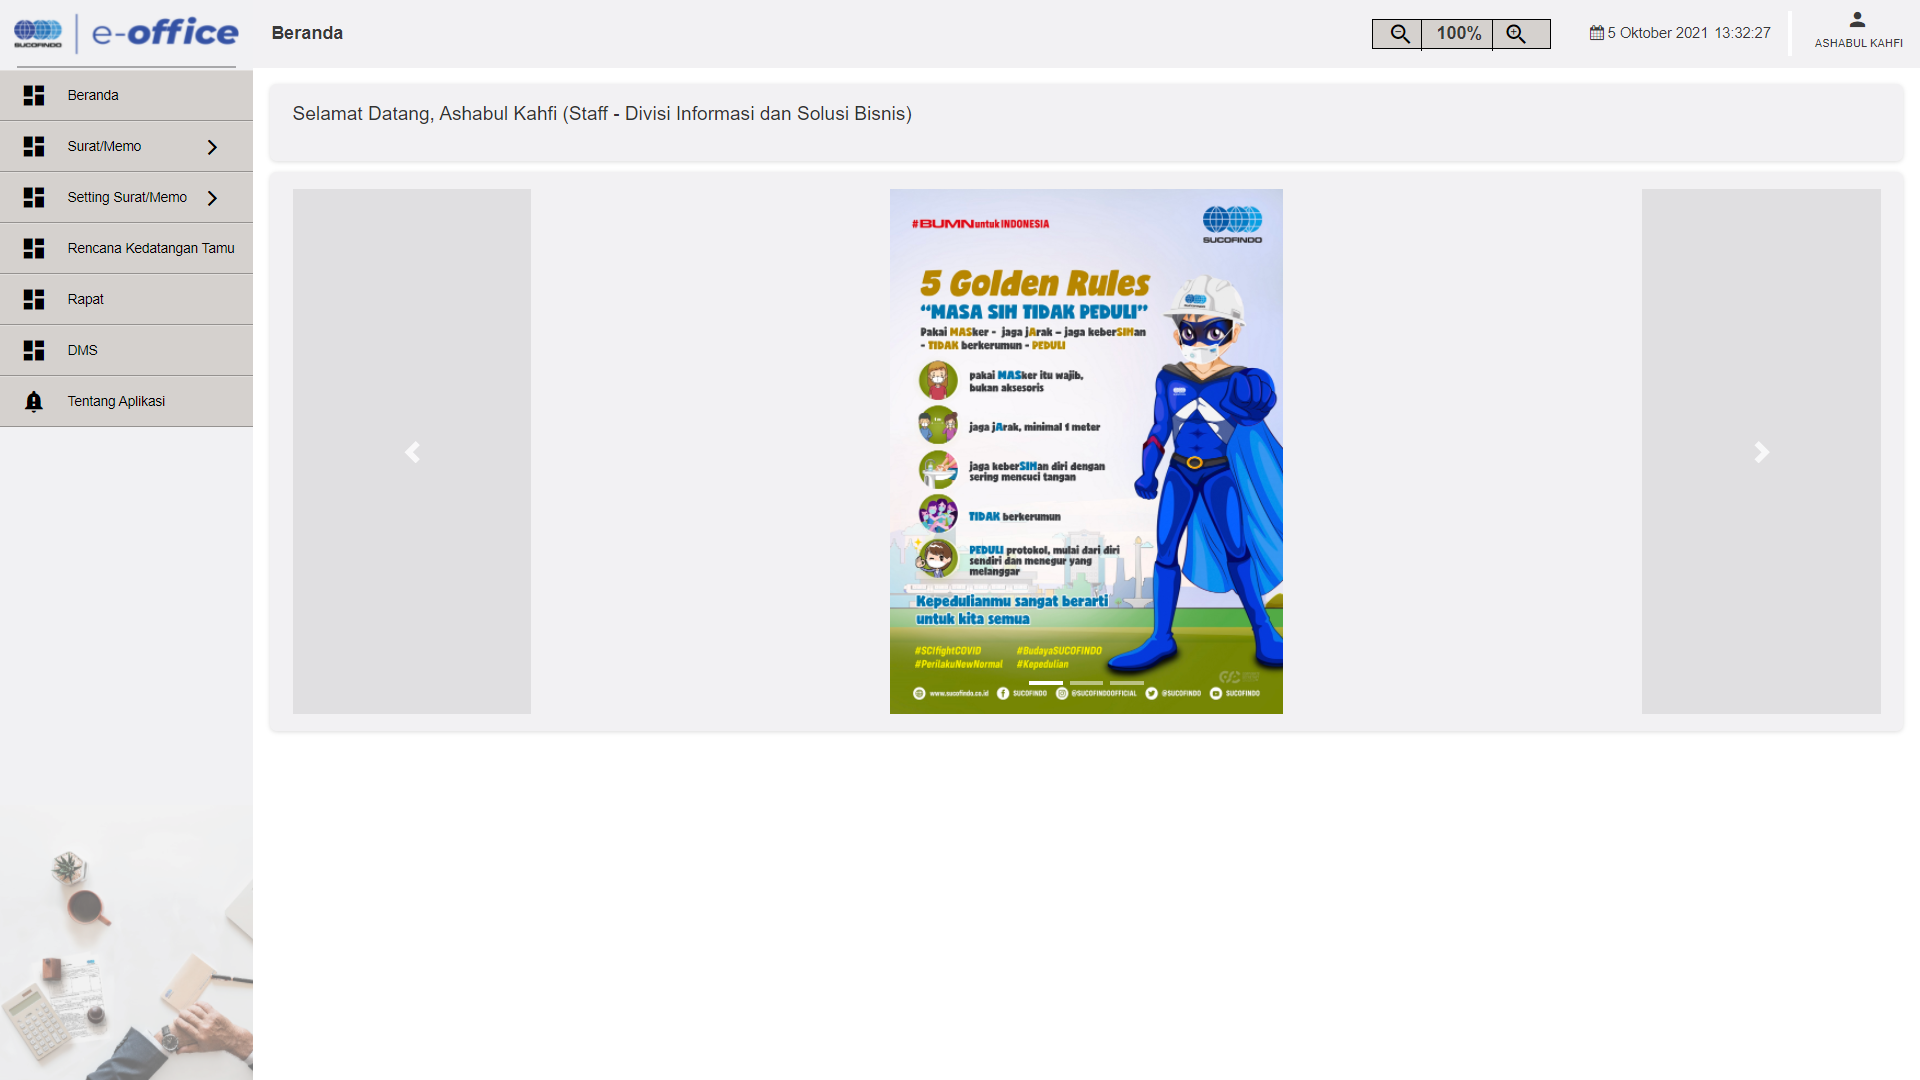 SUCOFINDO
e-office
Beranda
100%
5 Oktober 2021 13:32:27
ASHABUL KAHFI
Beranda
Surat/Memo
Setting Surat/Memo
Rencana Kedatangan Tamu
Rapat
DMS
Tentang Aplikasi
Selamat Datang, Ashabul Kahfi (Staff - Divisi Informasi dan Solusi Bisnis)
#BUMNuntukINDONESIA
SUCOFINDO
5 Golden Rules
“MASA SIH TIDAK PEDULI”
Pakai MASker - jaga jArak – jaga keberSIHan
- TIDAK berkerumun - PEDULI
pakai MASker itu wajib,
bukan aksesoris
jaga jArak, minimal 1 meter
jaga keberSIHan diri dengan
sering mencuci tangan
TIDAK berkerumun
PEDULI protokol, mulai dari diri
sendiri dan menegur yang
melanggar
Kepedulianmu sangat berarti
untuk kita semua
#SCIfightCOVID #BudayaSUCOFINDO
#PerilakuNewNormal #Kepedulian
www.sucofindo.co.id SUCOFINDO @SUCOFINDOOFFICIAL @SUCOFINDO SUCOFINDO